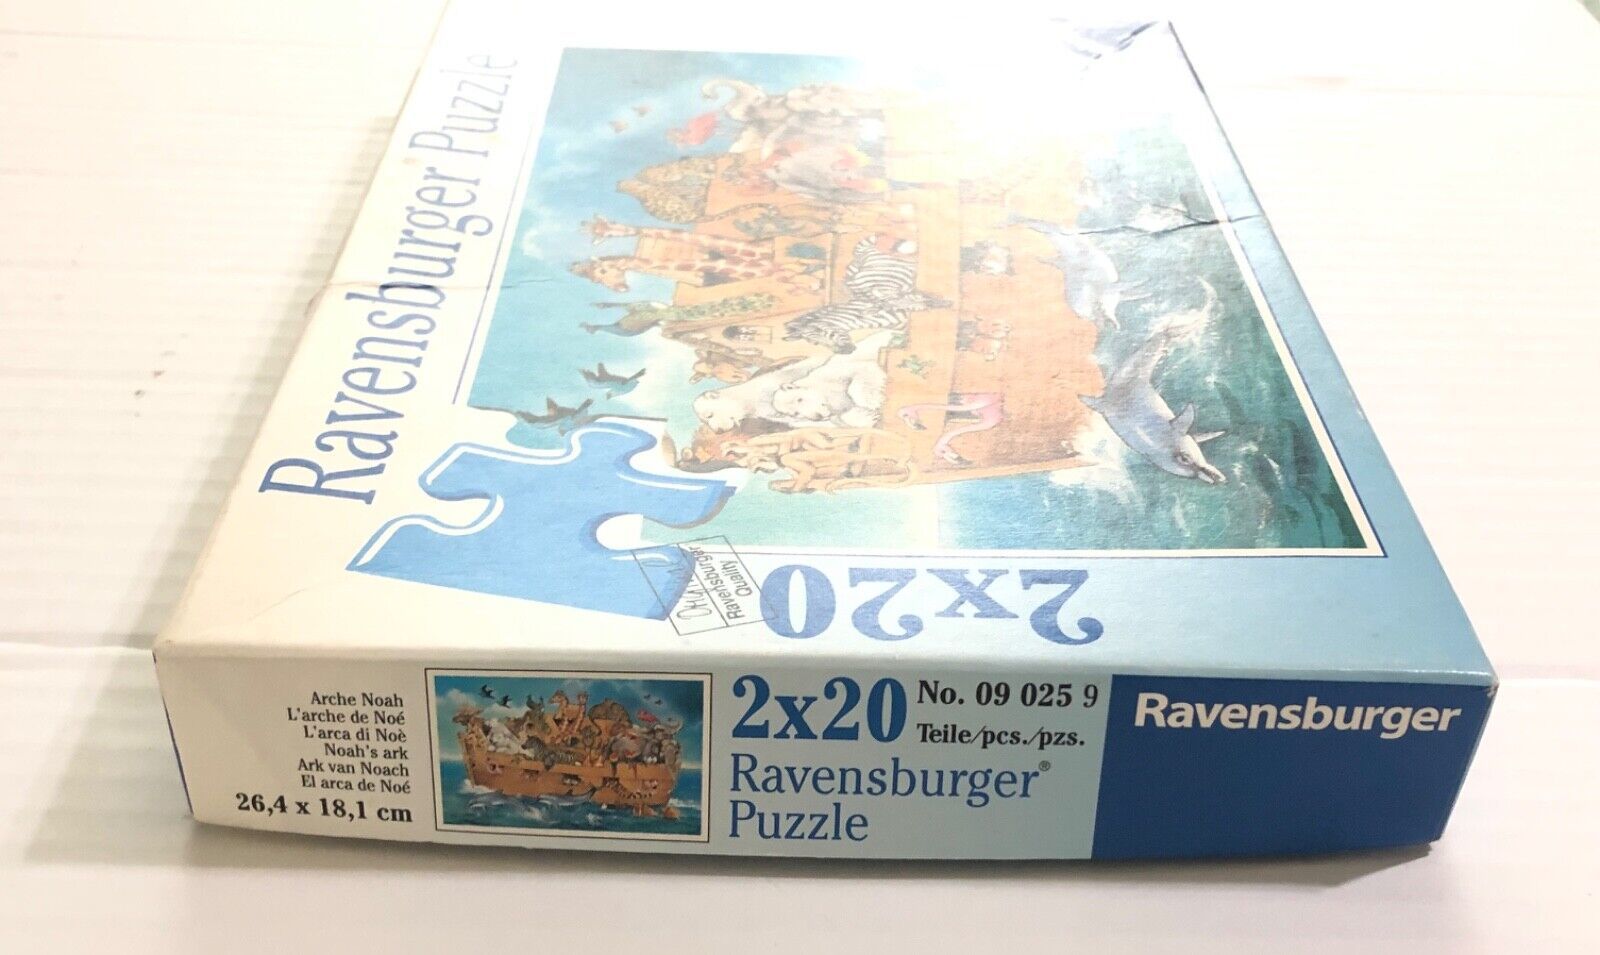 Ravensburger Puzzle
Ravensburger
Quality
2x20
Arche Noah
L'arche de Noé
L'arca di Noè
Noah's ark
Ark van Noach
El arca de Noé
26,4 x 18,1 cm
2x20
No. 09 025 9
Teile/pcs./pzs.
Ravensburger®
Puzzle
Ravensburger